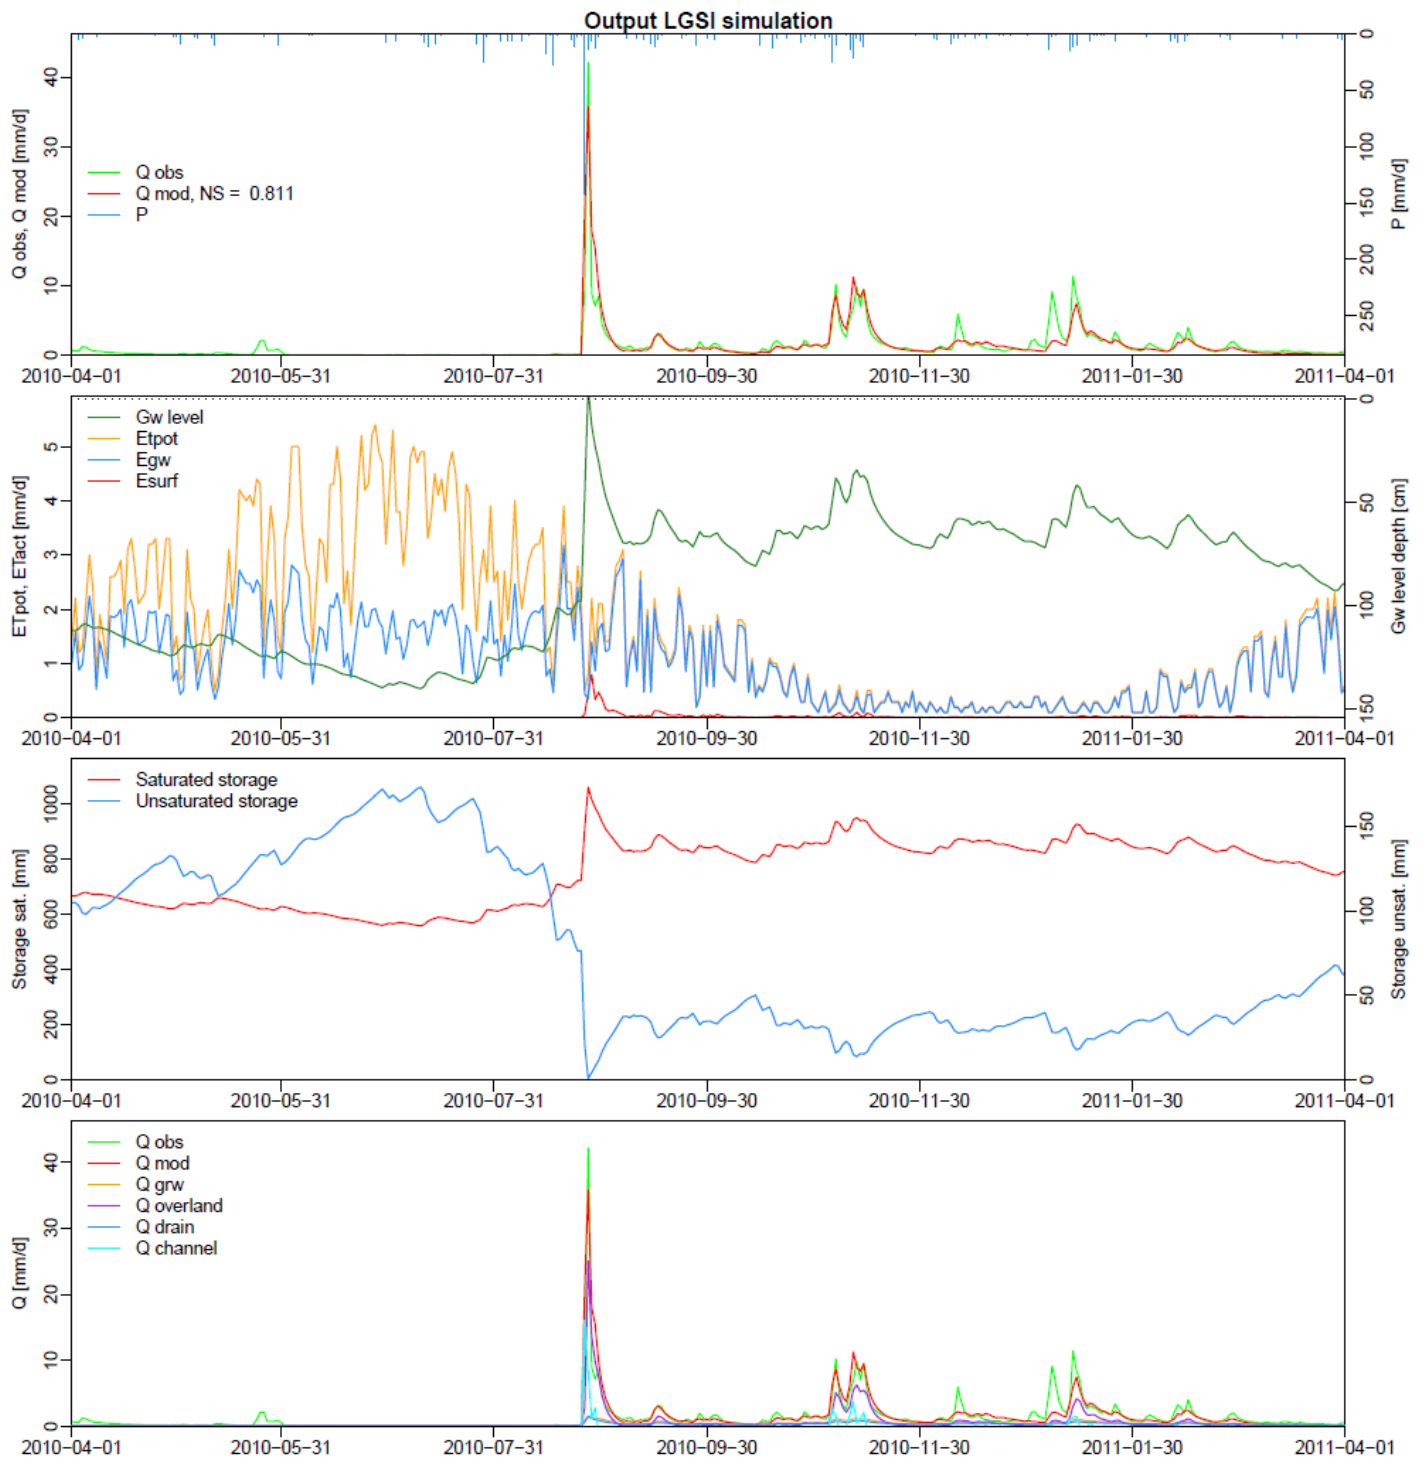 Output LGSI simulation
Q obs, Q mod [mm/d]
0 10 20 30 40
Q obs
Q mod, NS = 0.811
P
P [mm/d]
0 50 100 150 200 250
2010-04-01 2010-05-31 2010-07-31 2010-09-30 2010-11-30 2011-01-30 2011-04-01
ETpot, ETact [mm/d]
0 1 2 3 4 5
Gw level
Etpot
Egw
Esurf
Gw level depth [cm]
0 50 100 150
2010-04-01 2010-05-31 2010-07-31 2010-09-30 2010-11-30 2011-01-30 2011-04-01
Storage sat. [mm]
0 200 400 600 800 1000
Saturated storage
Unsaturated storage
Storage unsat. [mm]
0 50 100 150
2010-04-01 2010-05-31 2010-07-31 2010-09-30 2010-11-30 2011-01-30 2011-04-01
Q [mm/d]
0 10 20 30 40
Q obs
Q mod
Q grw
Q overland
Q drain
Q channel
2010-04-01 2010-05-31 2010-07-31 2010-09-30 2010-11-30 2011-01-30 2011-04-01